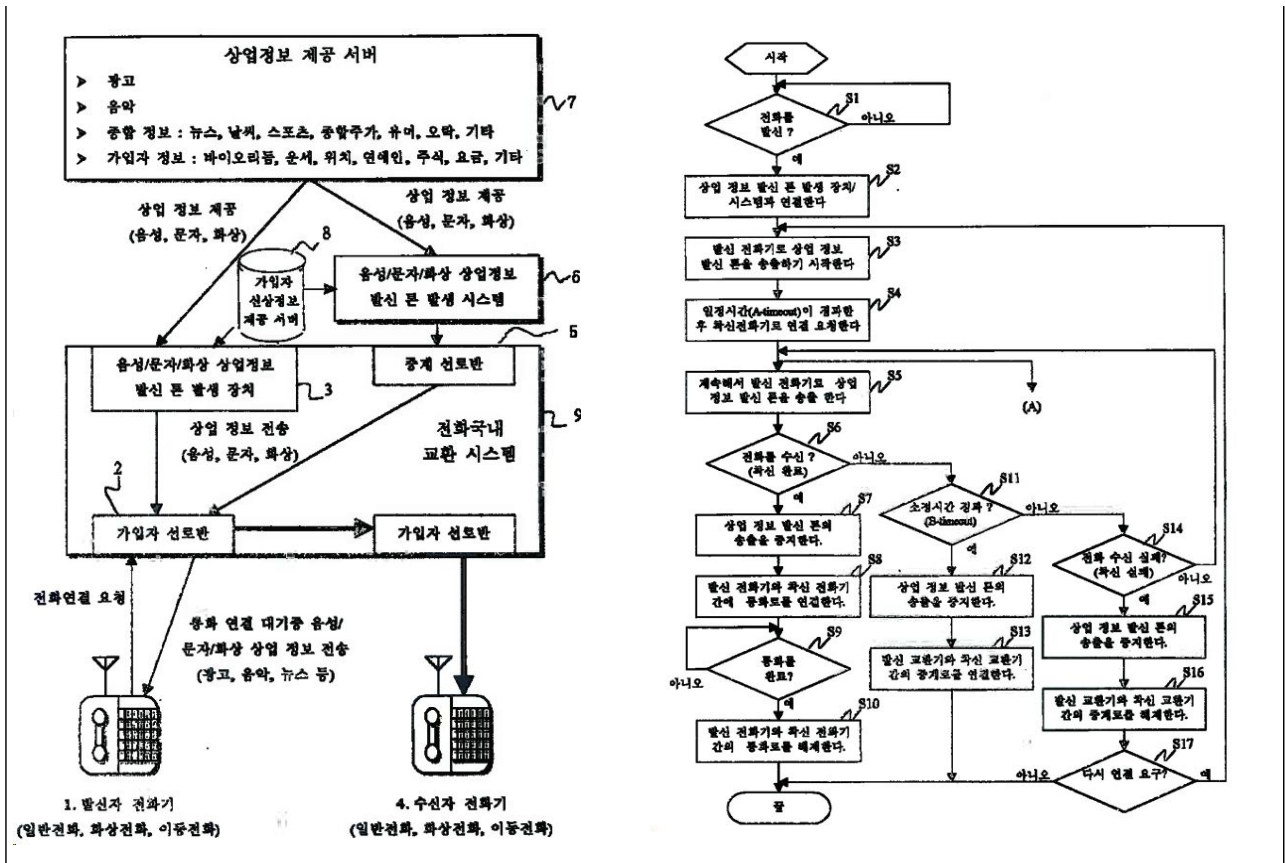 상업정보 제공 서버
➤ 광고
➤ 음악
➤ 종합 정보 : 뉴스, 날씨, 스포츠, 종합주가, 유머, 오락, 기타
➤ 가입자 정보 : 바이오리듬, 운세, 위치, 연예인, 주식, 요금, 기타
7
상업 정보 제공
(음성, 문자, 화상)
상업 정보 제공
(음성, 문자, 화상)
8
가입자
신상정보
제공 서버
음성/문자/화상 상업정보
발신 톤 발생 시스템
6
5
음성/문자/화상 상업정보
발신 톤 발생 장치
3
중계 선로반
상업 정보 전송
(음성, 문자, 화상)
전화국내
교환 시스템
9
2
가입자 선로반
가입자 선로반
전화연결 요청
통화 연결 대기중 음성/
문자/화상 상업 정보 전송
(광고, 음악, 뉴스 등)
1. 발신자 전화기
(일반전화, 화상전화, 이동전화)
4. 수신자 전화기
(일반전화, 화상전화, 이동전화)
시작
S1
전화를
발신 ?
아니오
예
S2
상업 정보 발신 톤 발생 장치/
시스템과 연결한다
S3
발신 전화기로 상업 정보
발신 톤을 송출하기 시작한다
S4
일정시간(A-timeout)이 경과한
후 착신전화기로 연결 요청한다
S5
계속해서 발신 전화기로 상업
정보 발신 톤을 송출 한다
(A)
S6
전화를 수신 ?
(착신 완료)
아니오
예
S7
상업 정보 발신 톤의
송출을 중지한다.
S8
발신 전화기와 착신 전화기
간에 통화로를 연결한다.
S9
통화를
완료?
아니오
예
S10
발신 전화기와 착신 전화기
간의 통화로를 해제한다.
S11
소정시간 경과 ?
(B-timeout)
아니오
예
S12
상업 정보 발신 톤의
송출을 중지한다.
S13
발신 교환기와 착신 교환기
간의 중계로를 연결한다.
S14
전화 수신 실패?
(착신 실패)
아니오
예
S15
상업 정보 발신 톤의
송출을 중지한다.
S16
발신 교환기와 착신 교환기
간의 중계로를 해제한다.
S17
다시 연결 요구?
아니오
예
끝